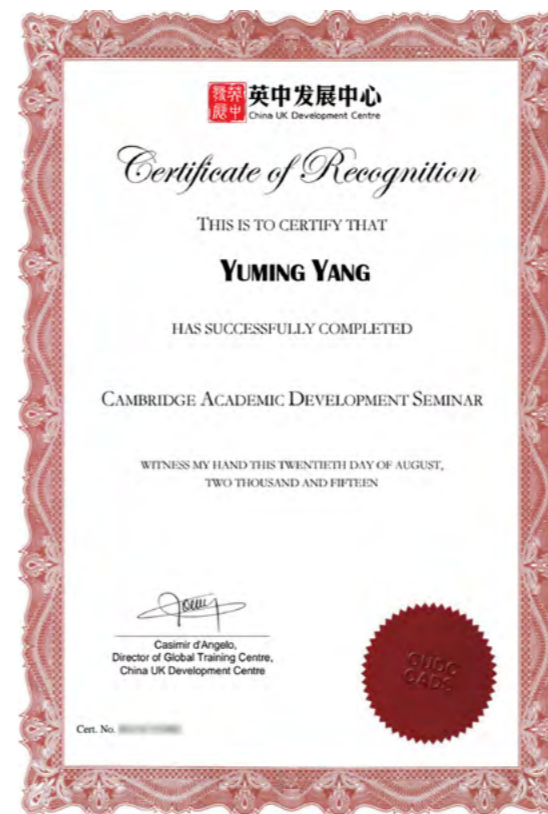 英中发展中心
China UK Development Centre
Certificate of Recognition
THIS IS TO CERTIFY THAT
YUMING YANG
HAS SUCCESSFULLY COMPLETED
CAMBRIDGE ACADEMIC DEVELOPMENT SEMINAR
WITNESS MY HAND THIS TWENTIETH DAY OF AUGUST,
TWO THOUSAND AND FIFTEEN
Casimir d'Angelo,
Director of Global Training Centre,
China UK Development Centre
CUDC
CADS
Cert. No.